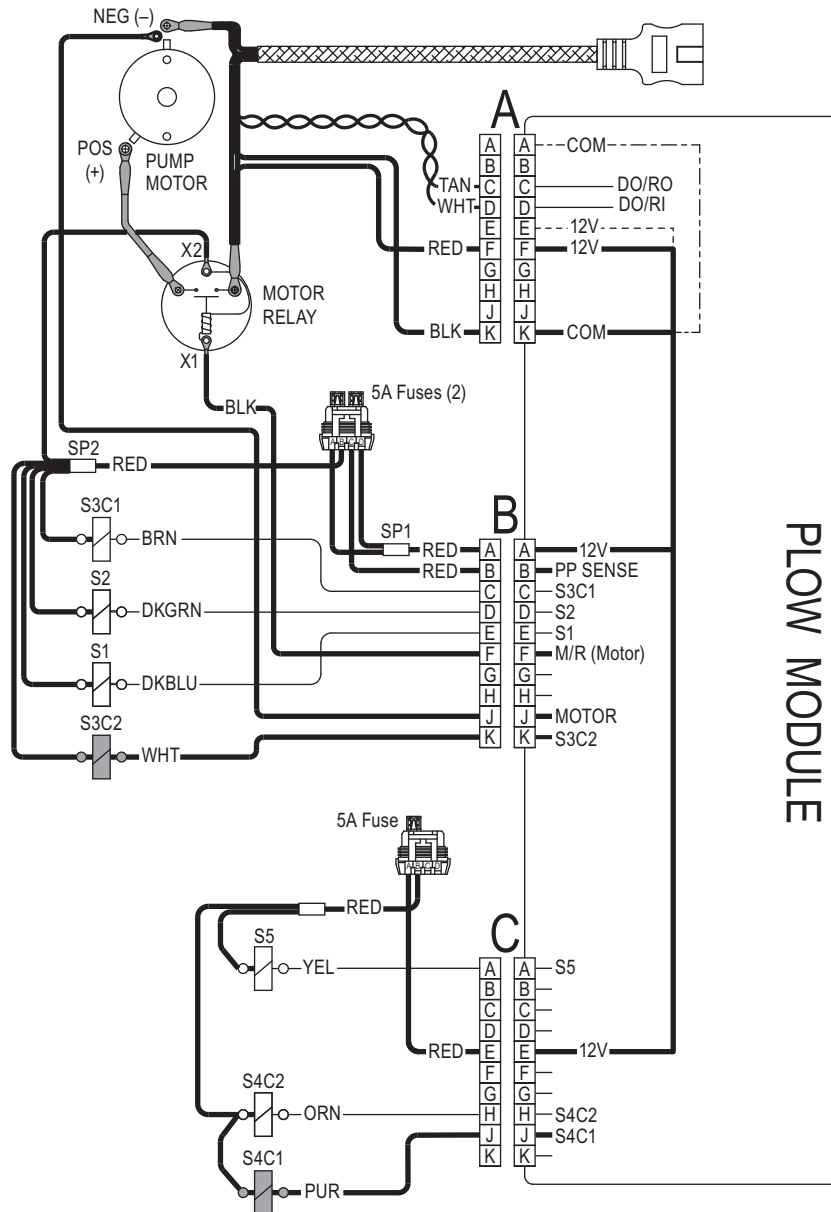 NEG (–)
POS
(+)
PUMP
MOTOR
X2
MOTOR
RELAY
X1
BLK
A
A
B
C
D
E
F
G
H
J
K
A
B
C
D
E
F
G
H
J
K
TAN
WHT
RED
BLK
COM
DO/RO
DO/RI
12V
12V
COM
5A Fuses (2)
A B C D
SP2
RED
SP1
RED
RED
S3C1
BRN
S2
DKGRN
S1
DKBLU
S3C2
WHT
B
A
B
C
D
E
F
G
H
J
K
A
B
C
D
E
F
G
H
J
K
12V
PP SENSE
S3C1
S2
S1
M/R (Motor)
MOTOR
S3C2
PLOW MODULE
5A Fuse
A B C D
RED
S5
YEL
RED
S4C2
ORN
S4C1
PUR
C
A
B
C
D
E
F
G
H
J
K
A
B
C
D
E
F
G
H
J
K
S5
12V
S4C2
S4C1